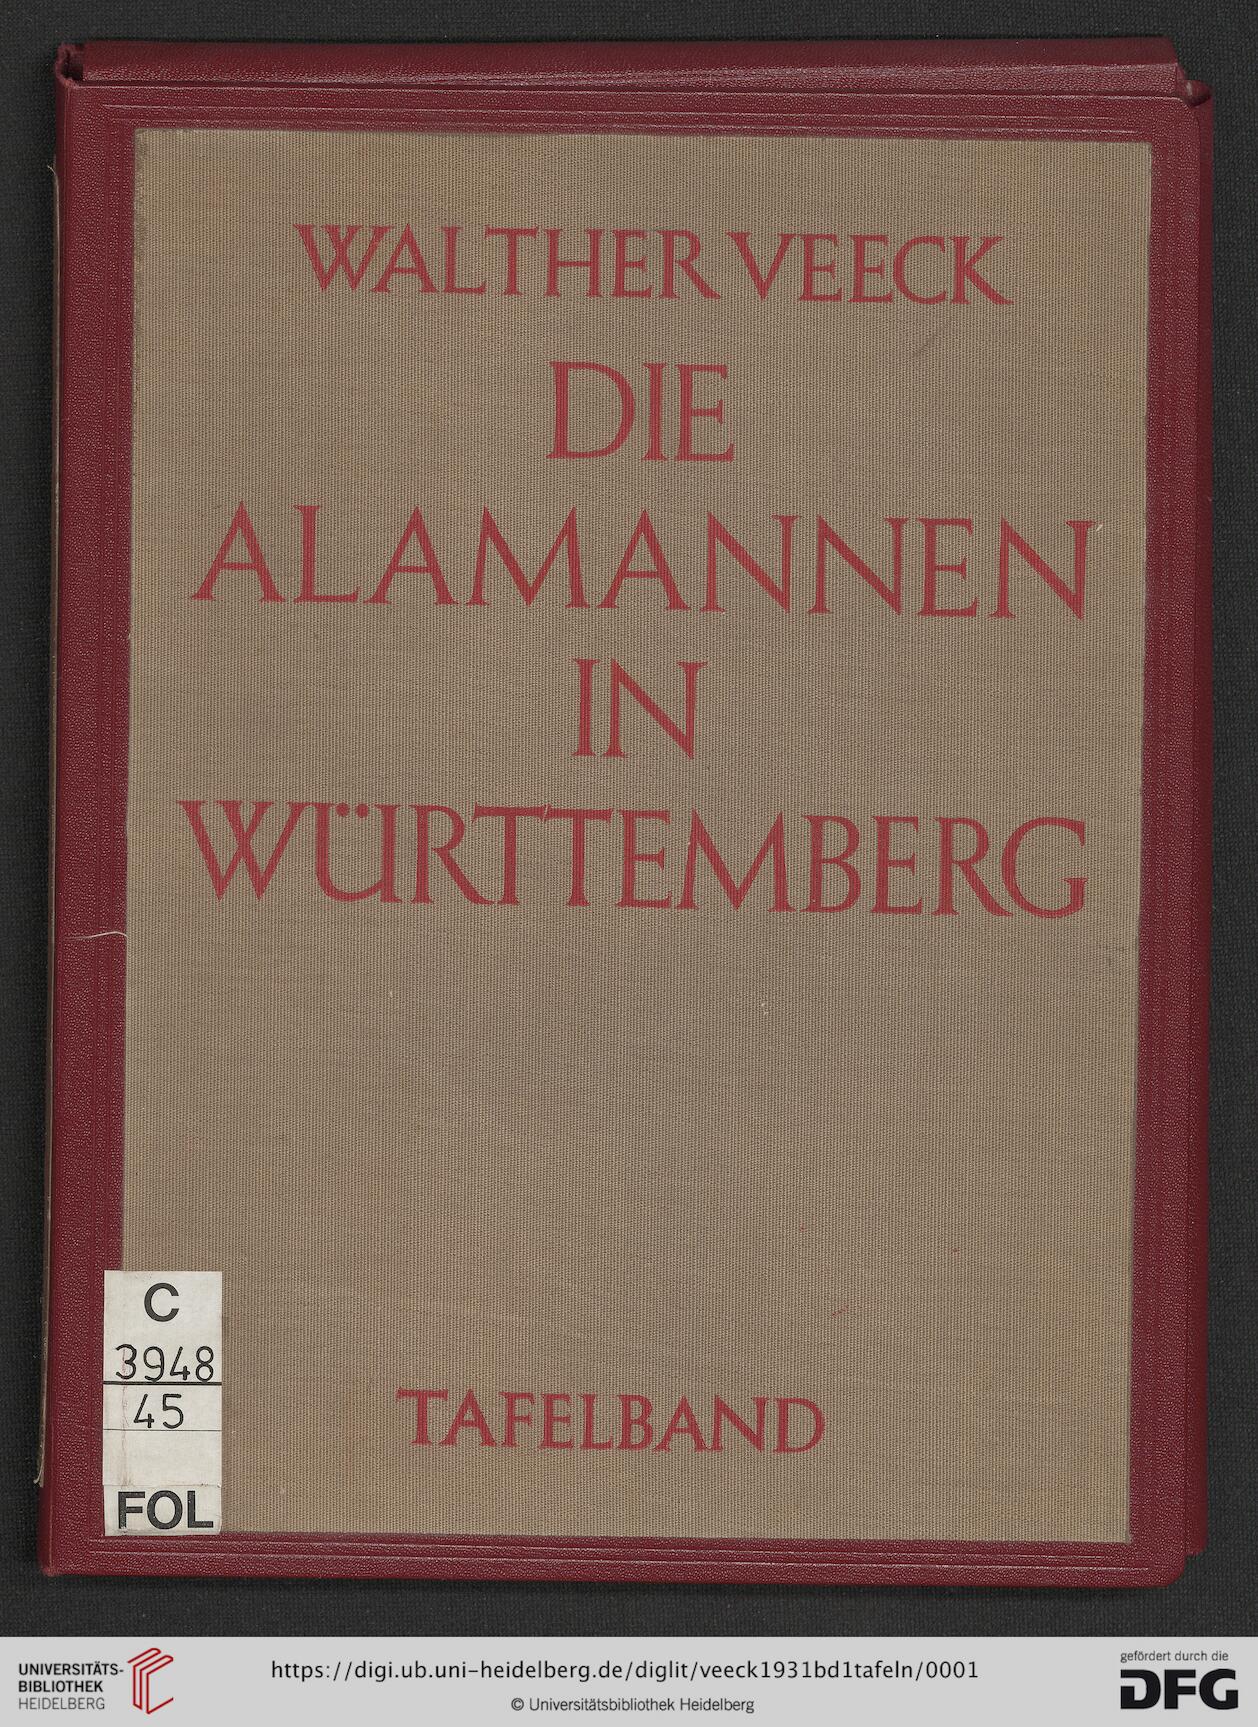 WALTHER VEECK
DIE
ALAMANNEN
IN
WÜRTTEMBERG
TAFELBAND
C
3948
45
FOL
UNIVERSITÄTS-
BIBLIOTHEK
HEIDELBERG
https://digi.ub.uni-heidelberg.de/diglit/veeck1931bd1tafeln/0001
© Universitätsbibliothek Heidelberg
gefördert durch die
DFG